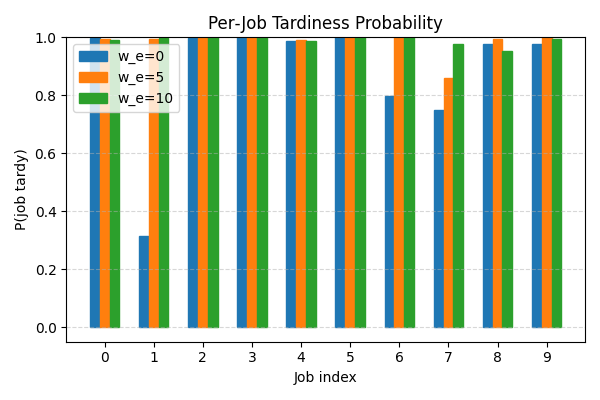 Per-Job Tardiness Probability
w_e=0
w_e=5
w_e=10
P(job tardy)
1.0
0.8
0.6
0.4
0.2
0.0
0 1 2 3 4 5 6 7 8 9
Job index